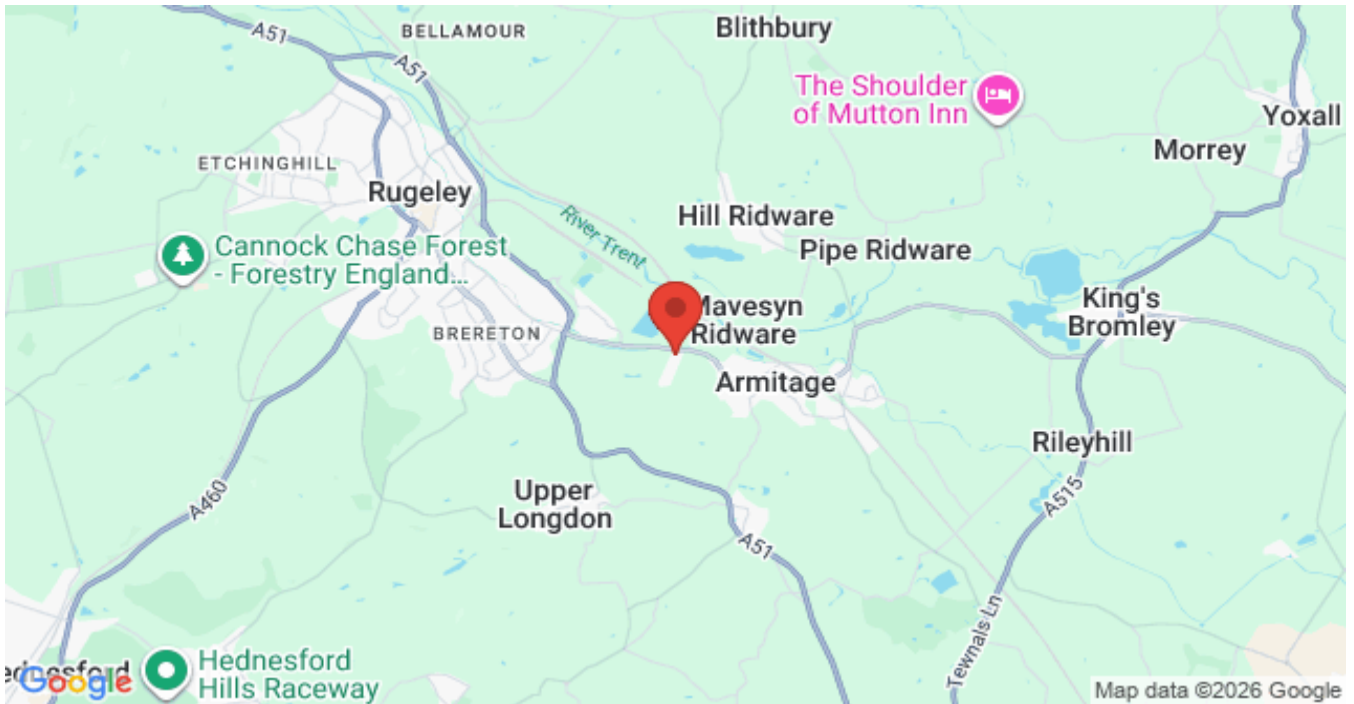 A51
BELLAMOUR
Blithbury
A51
The Shoulder
of Mutton Inn
Yoxall
Morrey
ETCHINGHILL
Rugeley
Hill Ridware
River Trent
Pipe Ridware
Cannock Chase Forest
- Forestry England...
King's
Bromley
Mavesyn
Ridware
BRERETON
Armitage
Rileyhill
Upper
Longdon
A460
A515
A51
Tewnals Ln
Hednesford
Hills Raceway
Google
Map data ©2026 Google